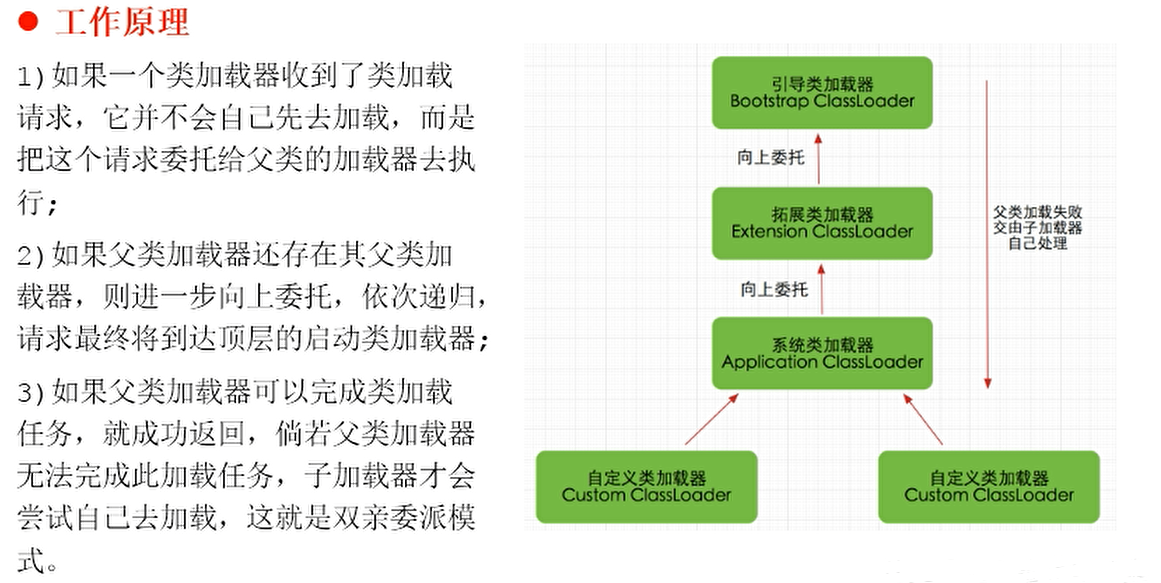 ● 工作原理
1)如果一个类加载器收到了类加载
请求，它并不会自己先去加载，而是
把这个请求委托给父类的加载器去执
行；
2)如果父类加载器还存在其父类加
载器，则进一步向上委托，依次递归，
请求最终将到达顶层的启动类加载器；
3)如果父类加载器可以完成类加载
任务，就成功返回，倘若父类加载器
无法完成此加载任务，子加载器才会
尝试自己去加载，这就是双亲委派模
式。
引导类加载器
Bootstrap ClassLoader
向上委托
拓展类加载器
Extension ClassLoader
父类加载失败
交由子加载器
自己处理
向上委托
系统类加载器
Application ClassLoader
自定义类加载器
Custom ClassLoader
自定义类加载器
Custom ClassLoader